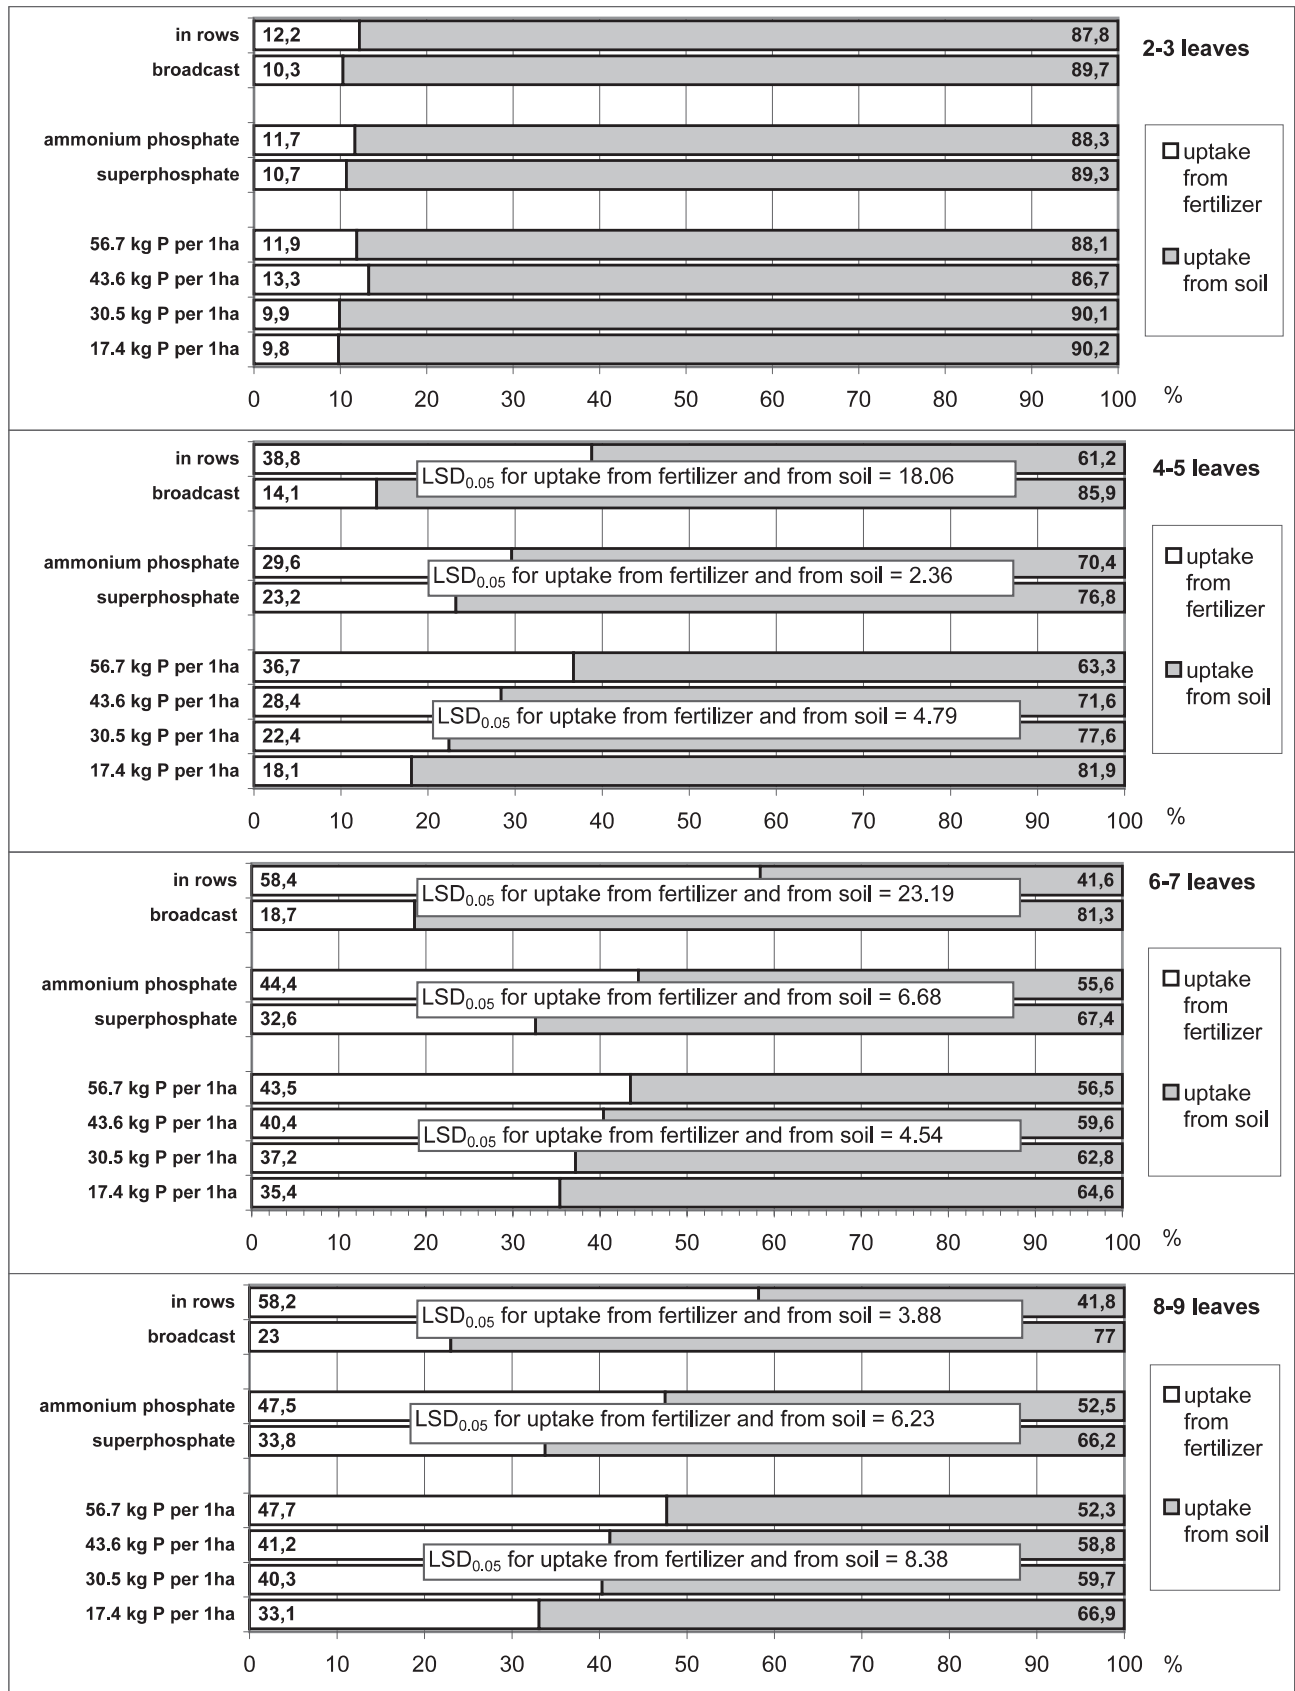 in rows 12,2 87,8
2-3 leaves
broadcast 10,3 89,7
ammonium phosphate 11,7 88,3
superphosphate 10,7 89,3
56.7 kg P per 1ha 11,9 88,1
43.6 kg P per 1ha 13,3 86,7
30.5 kg P per 1ha 9,9 90,1
17.4 kg P per 1ha 9,8 90,2
0 10 20 30 40 50 60 70 80 90 100 %
uptake
from
fertilizer
uptake
from soil
in rows 38,8 61,2
4-5 leaves
LSD0.05 for uptake from fertilizer and from soil = 18.06
broadcast 14,1 85,9
ammonium phosphate 29,6 70,4
LSD0.05 for uptake from fertilizer and from soil = 2.36
superphosphate 23,2 76,8
56.7 kg P per 1ha 36,7 63,3
43.6 kg P per 1ha 28,4 71,6
LSD0.05 for uptake from fertilizer and from soil = 4.79
30.5 kg P per 1ha 22,4 77,6
17.4 kg P per 1ha 18,1 81,9
0 10 20 30 40 50 60 70 80 90 100 %
uptake
from
fertilizer
uptake
from soil
in rows 58,4 41,6
6-7 leaves
LSD0.05 for uptake from fertilizer and from soil = 23.19
broadcast 18,7 81,3
ammonium phosphate 44,4 55,6
LSD0.05 for uptake from fertilizer and from soil = 6.68
superphosphate 32,6 67,4
56.7 kg P per 1ha 43,5 56,5
43.6 kg P per 1ha 40,4 59,6
LSD0.05 for uptake from fertilizer and from soil = 4.54
30.5 kg P per 1ha 37,2 62,8
17.4 kg P per 1ha 35,4 64,6
0 10 20 30 40 50 60 70 80 90 100 %
uptake
from
fertilizer
uptake
from soil
in rows 58,2 41,8
8-9 leaves
LSD0.05 for uptake from fertilizer and from soil = 3.88
broadcast 23 77
ammonium phosphate 47,5 52,5
LSD0.05 for uptake from fertilizer and from soil = 6.23
superphosphate 33,8 66,2
56.7 kg P per 1ha 47,7 52,3
43.6 kg P per 1ha 41,2 58,8
LSD0.05 for uptake from fertilizer and from soil = 8.38
30.5 kg P per 1ha 40,3 59,7
17.4 kg P per 1ha 33,1 66,9
0 10 20 30 40 50 60 70 80 90 100 %
uptake
from
fertilizer
uptake
from soil